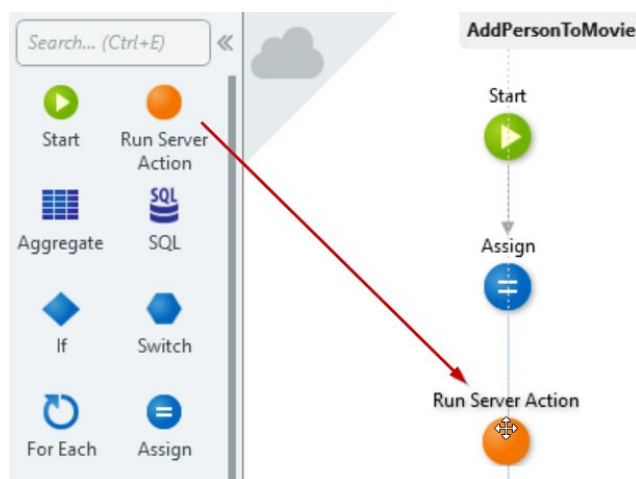 Search... (Ctrl+E)
AddPersonToMovie
Start
Run Server
Action
Aggregate
SQL
SQL
If
Switch
For Each
Assign
Start
Assign
Run Server Action